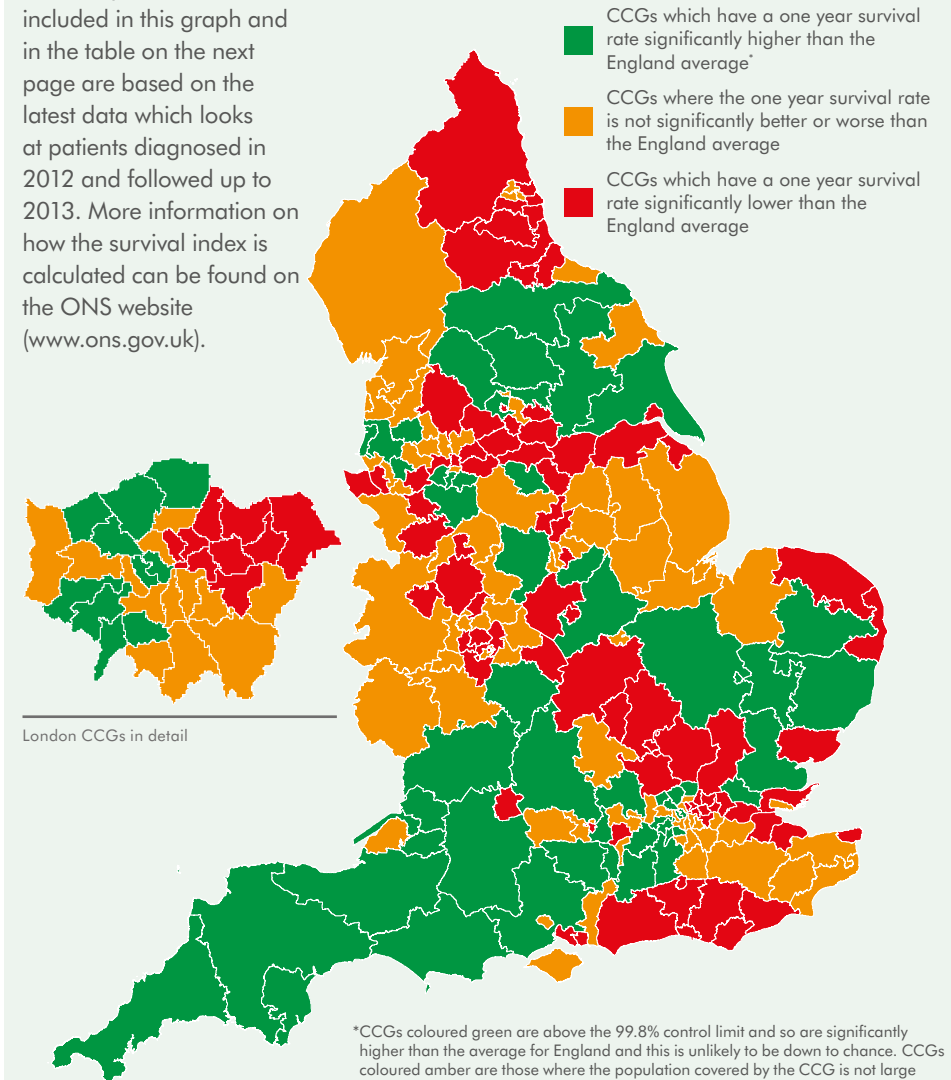 included in this graph and
in the table on the next
page are based on the
latest data which looks
at patients diagnosed in
2012 and followed up to
2013. More information on
how the survival index is
calculated can be found on
the ONS website
(www.ons.gov.uk).
CCGs which have a one year survival
rate significantly higher than the
England average*
CCGs where the one year survival rate
is not significantly better or worse than
the England average
CCGs which have a one year survival
rate significantly lower than the
England average
London CCGs in detail
*CCGs coloured green are above the 99.8% control limit and so are significantly
higher than the average for England and this is unlikely to be down to chance. CCGs
coloured amber are those where the population covered by the CCG is not large